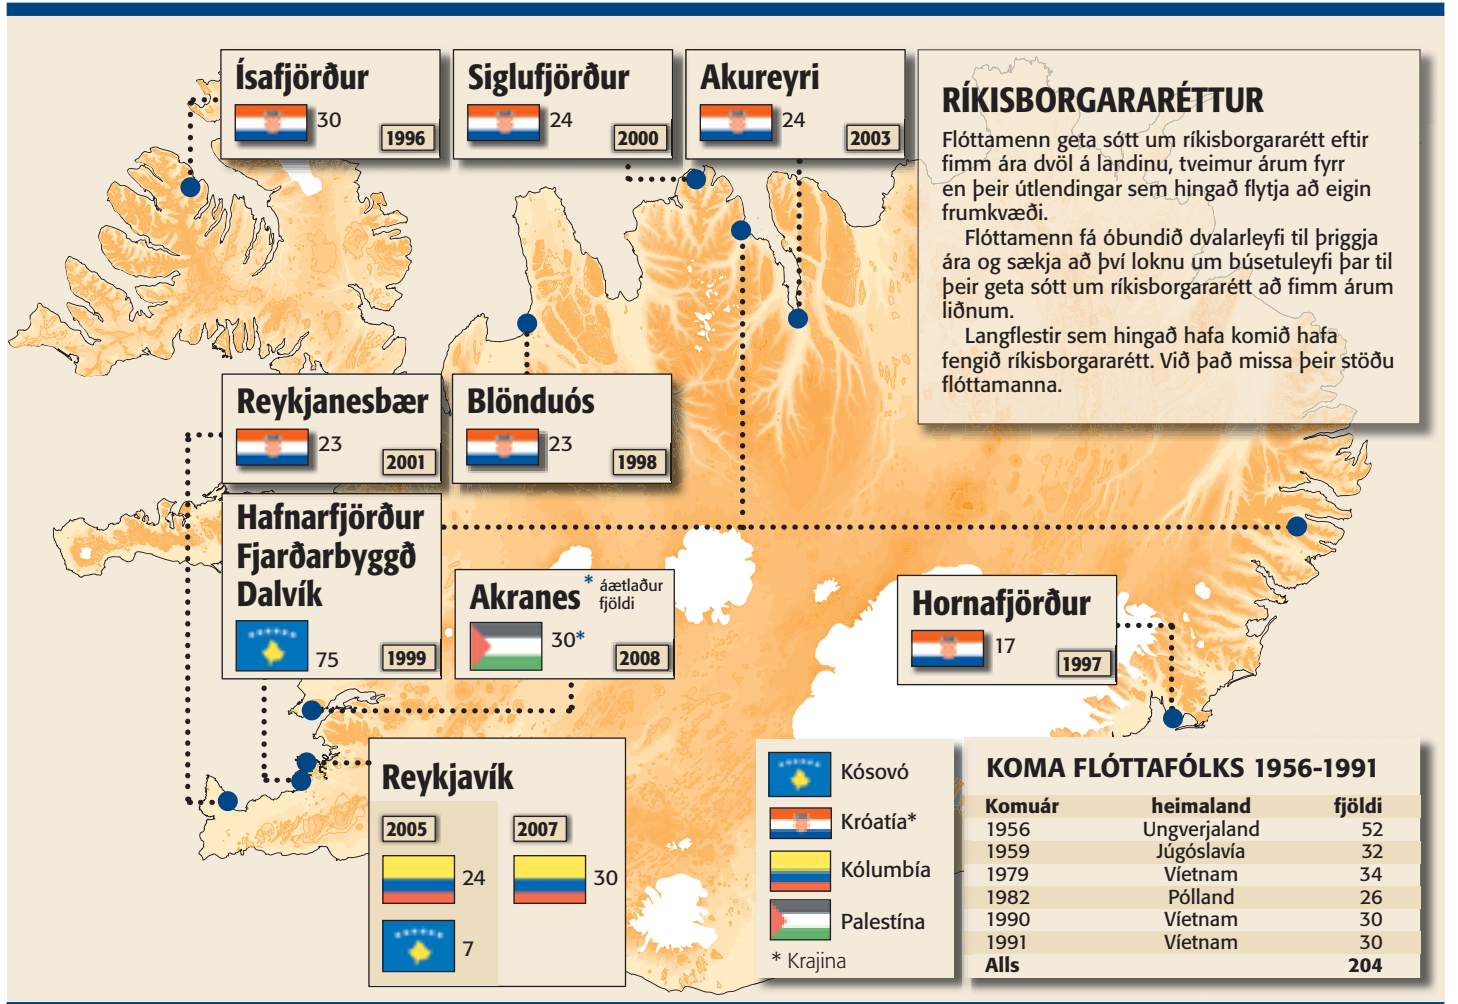 Ísafjörður
30
1996
Siglufjörður
24
2000
Akureyri
24
2003
RÍKISBORGARARÉTTUR
Flóttamenn geta sótt um ríkisborgararétt eftir
fimm ára dvöl á landinu, tveimur árum fyrr
en þeir útlendingar sem hingað flytja að eigin
frumkvæði.
Flóttamenn fá óbundið dvalarleyfi til þriggja
ára og sækja að því loknu um búsetuleyfi þar til
þeir geta sótt um ríkisborgararétt að fimm árum
liðnum.
Langflestir sem hingað hafa komið hafa
fengið ríkisborgararétt. Við það missa þeir stöðu
flóttamanna.
Reykjanesbær
23
2001
Blönduós
23
1998
Hafnarfjörður
Fjarðarbyggð
Dalvík
75
1999
Akranes
* áætlaður
fjöldi
30*
2008
Hornafjörður
17
1997
Reykjavík
2005
24
7
2007
30
Kósovó
Króatía*
Kólumbía
Palestína
* Krajina
KOMA FLÓTTAFÓLKS 1956-1991
Komuár heimaland fjöldi
1956 Ungverjaland 52
1959 Júgóslavía 32
1979 Víetnam 34
1982 Pólland 26
1990 Víetnam 30
1991 Víetnam 30
Alls 204